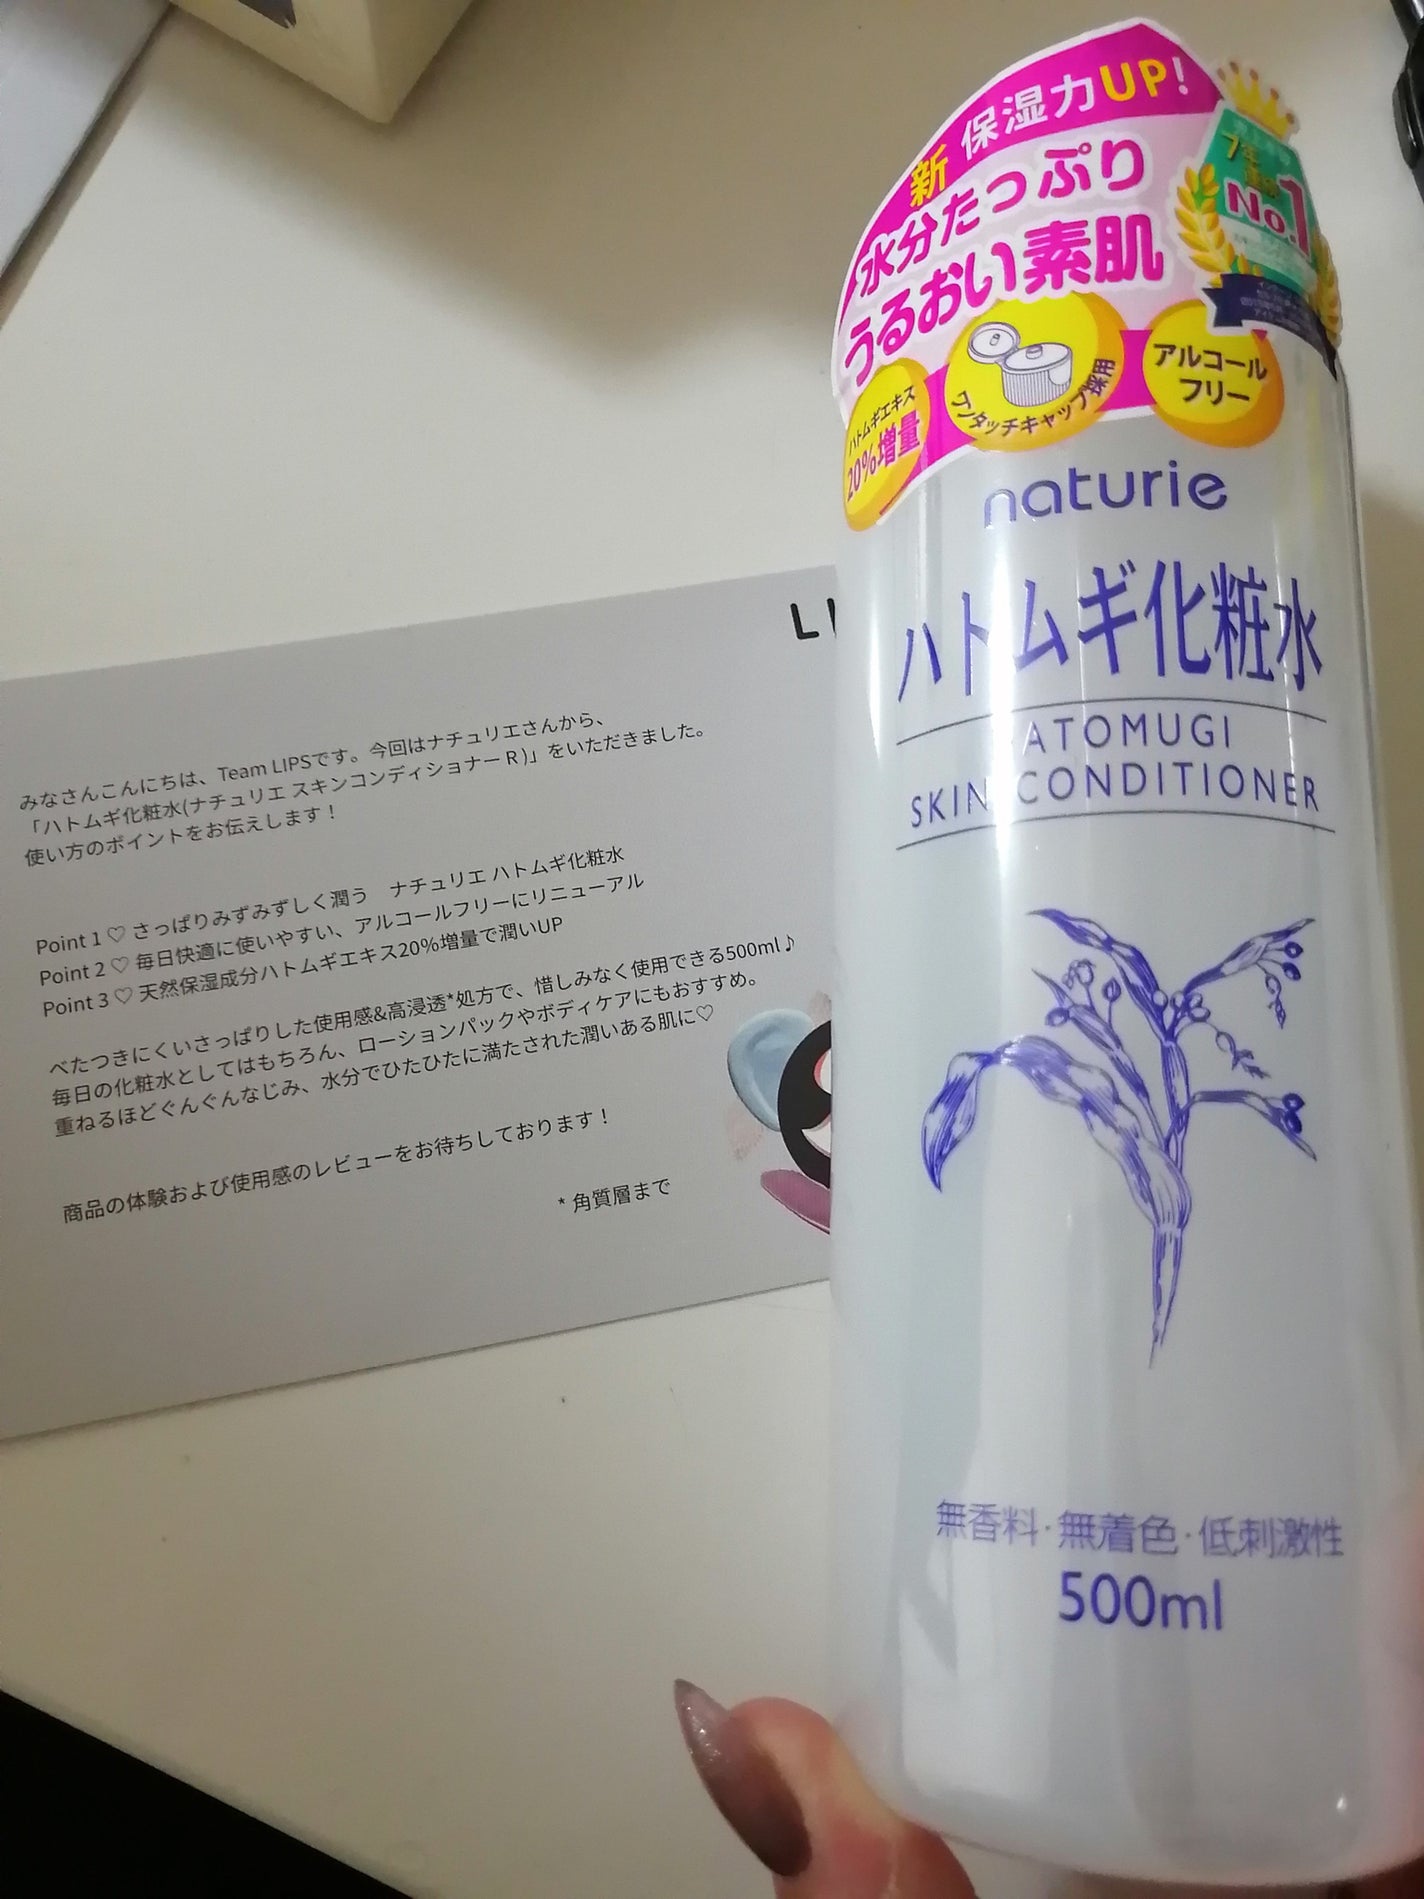 みなさんこんにちは、Team LIPSです。今回はナチュリエさんから、
「ハトムギ化粧水(ナチュリエ スキンコンディショナー R )」をいただきました。
使い方のポイントをお伝えします！
Point 1 ♡ さっぱりみずみずしく潤う　ナチュリエ ハトムギ化粧水
Point 2 ♡ 毎日快適に使いやすい、アルコールフリーにリニューアル
Point 3 ♡ 天然保湿成分ハトムギエキス20%増量で潤いUP
べたつきにくいさっぱりした使用感&高浸透*処方で、惜しみなく使用できる500ml♪
毎日の化粧水としてはもちろん、ローションパックやボディケアにもおすすめ。
重ねるほどぐんぐんなじみ、水分でひたひたに満たされた潤いある肌に♡
商品の体験および使用感のレビューをお待ちしております！
* 角質層まで
新 保湿力UP!
水分たっぷり
うるおい素肌
ハトムギエキス
20%増量
ワンタッチキャップ採用
アルコール
フリー
No.1
naturie
ハトムギ化粧水
ATOMUGI
SKIN CONDITIONER
無香料・無着色・低刺激性
500ml